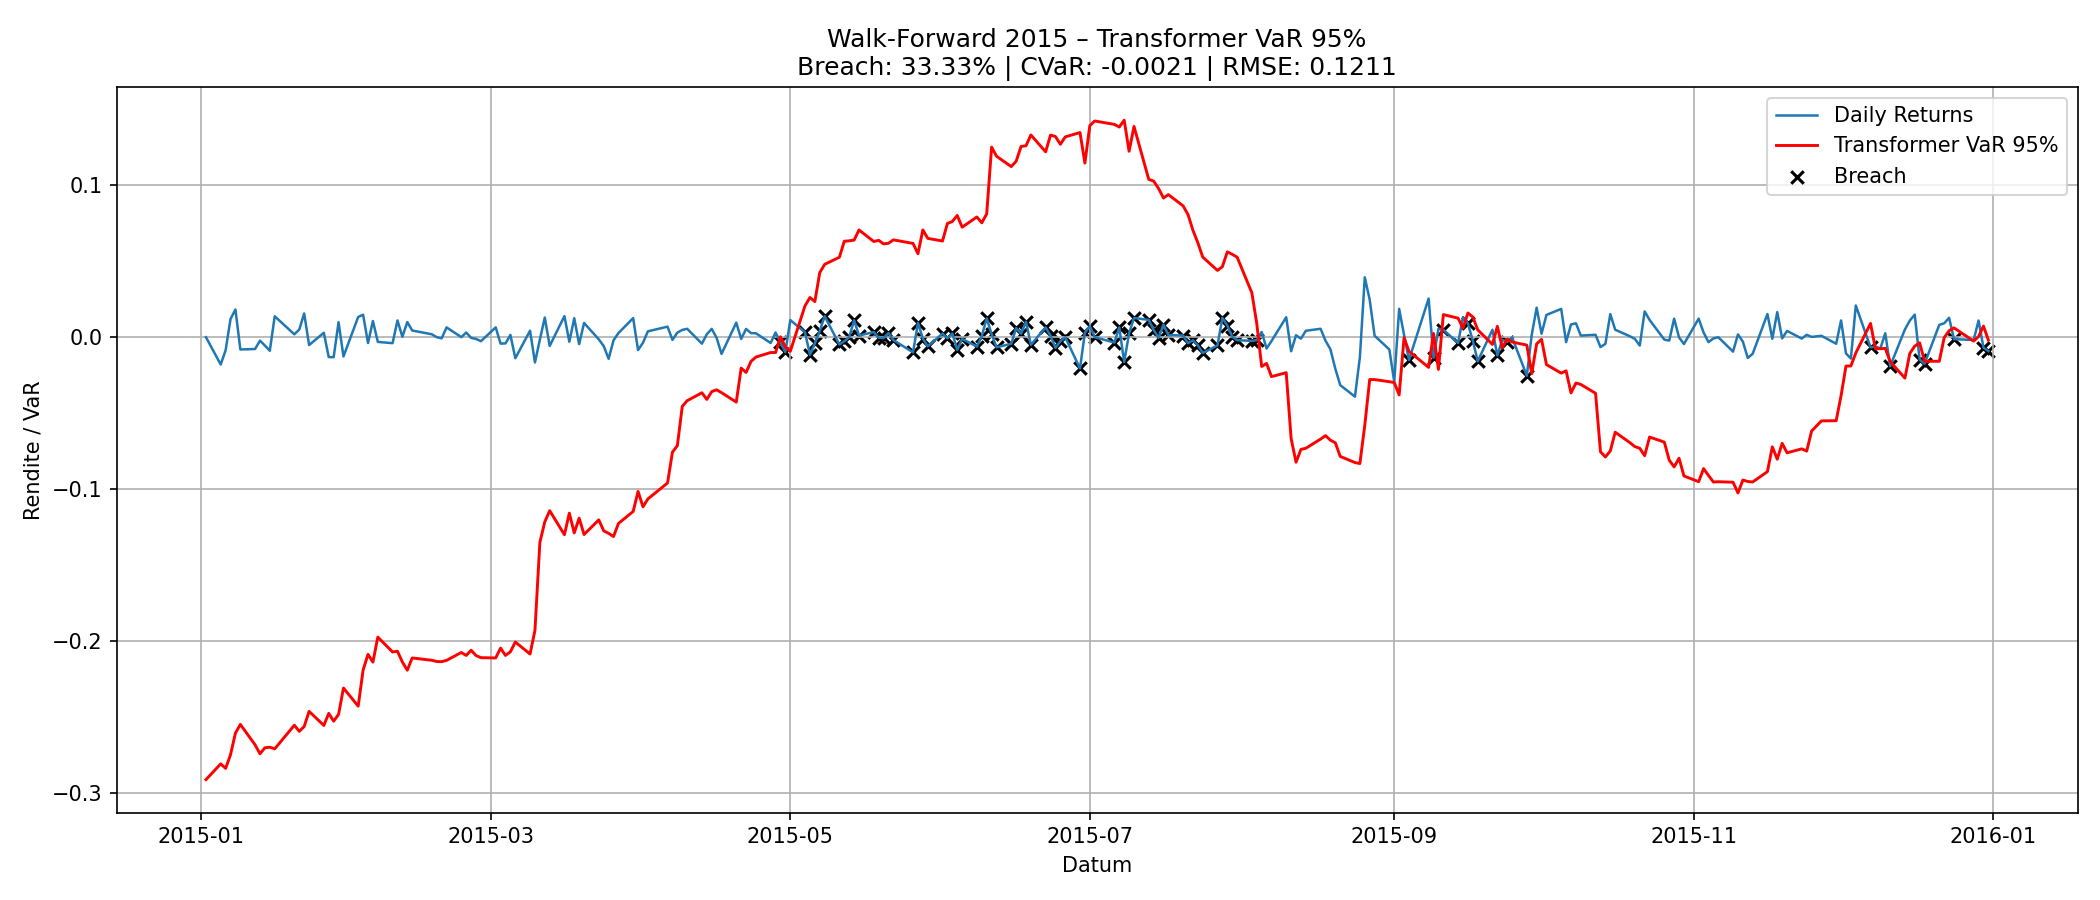 Walk-Forward 2015 – Transformer VaR 95%
Breach: 33.33% | CVaR: -0.0021 | RMSE: 0.1211
Daily Returns
Transformer VaR 95%
Breach
Rendite / VaR
0.1
0.0
−0.1
−0.2
−0.3
2015-01
2015-03
2015-05
2015-07
2015-09
2015-11
2016-01
Datum